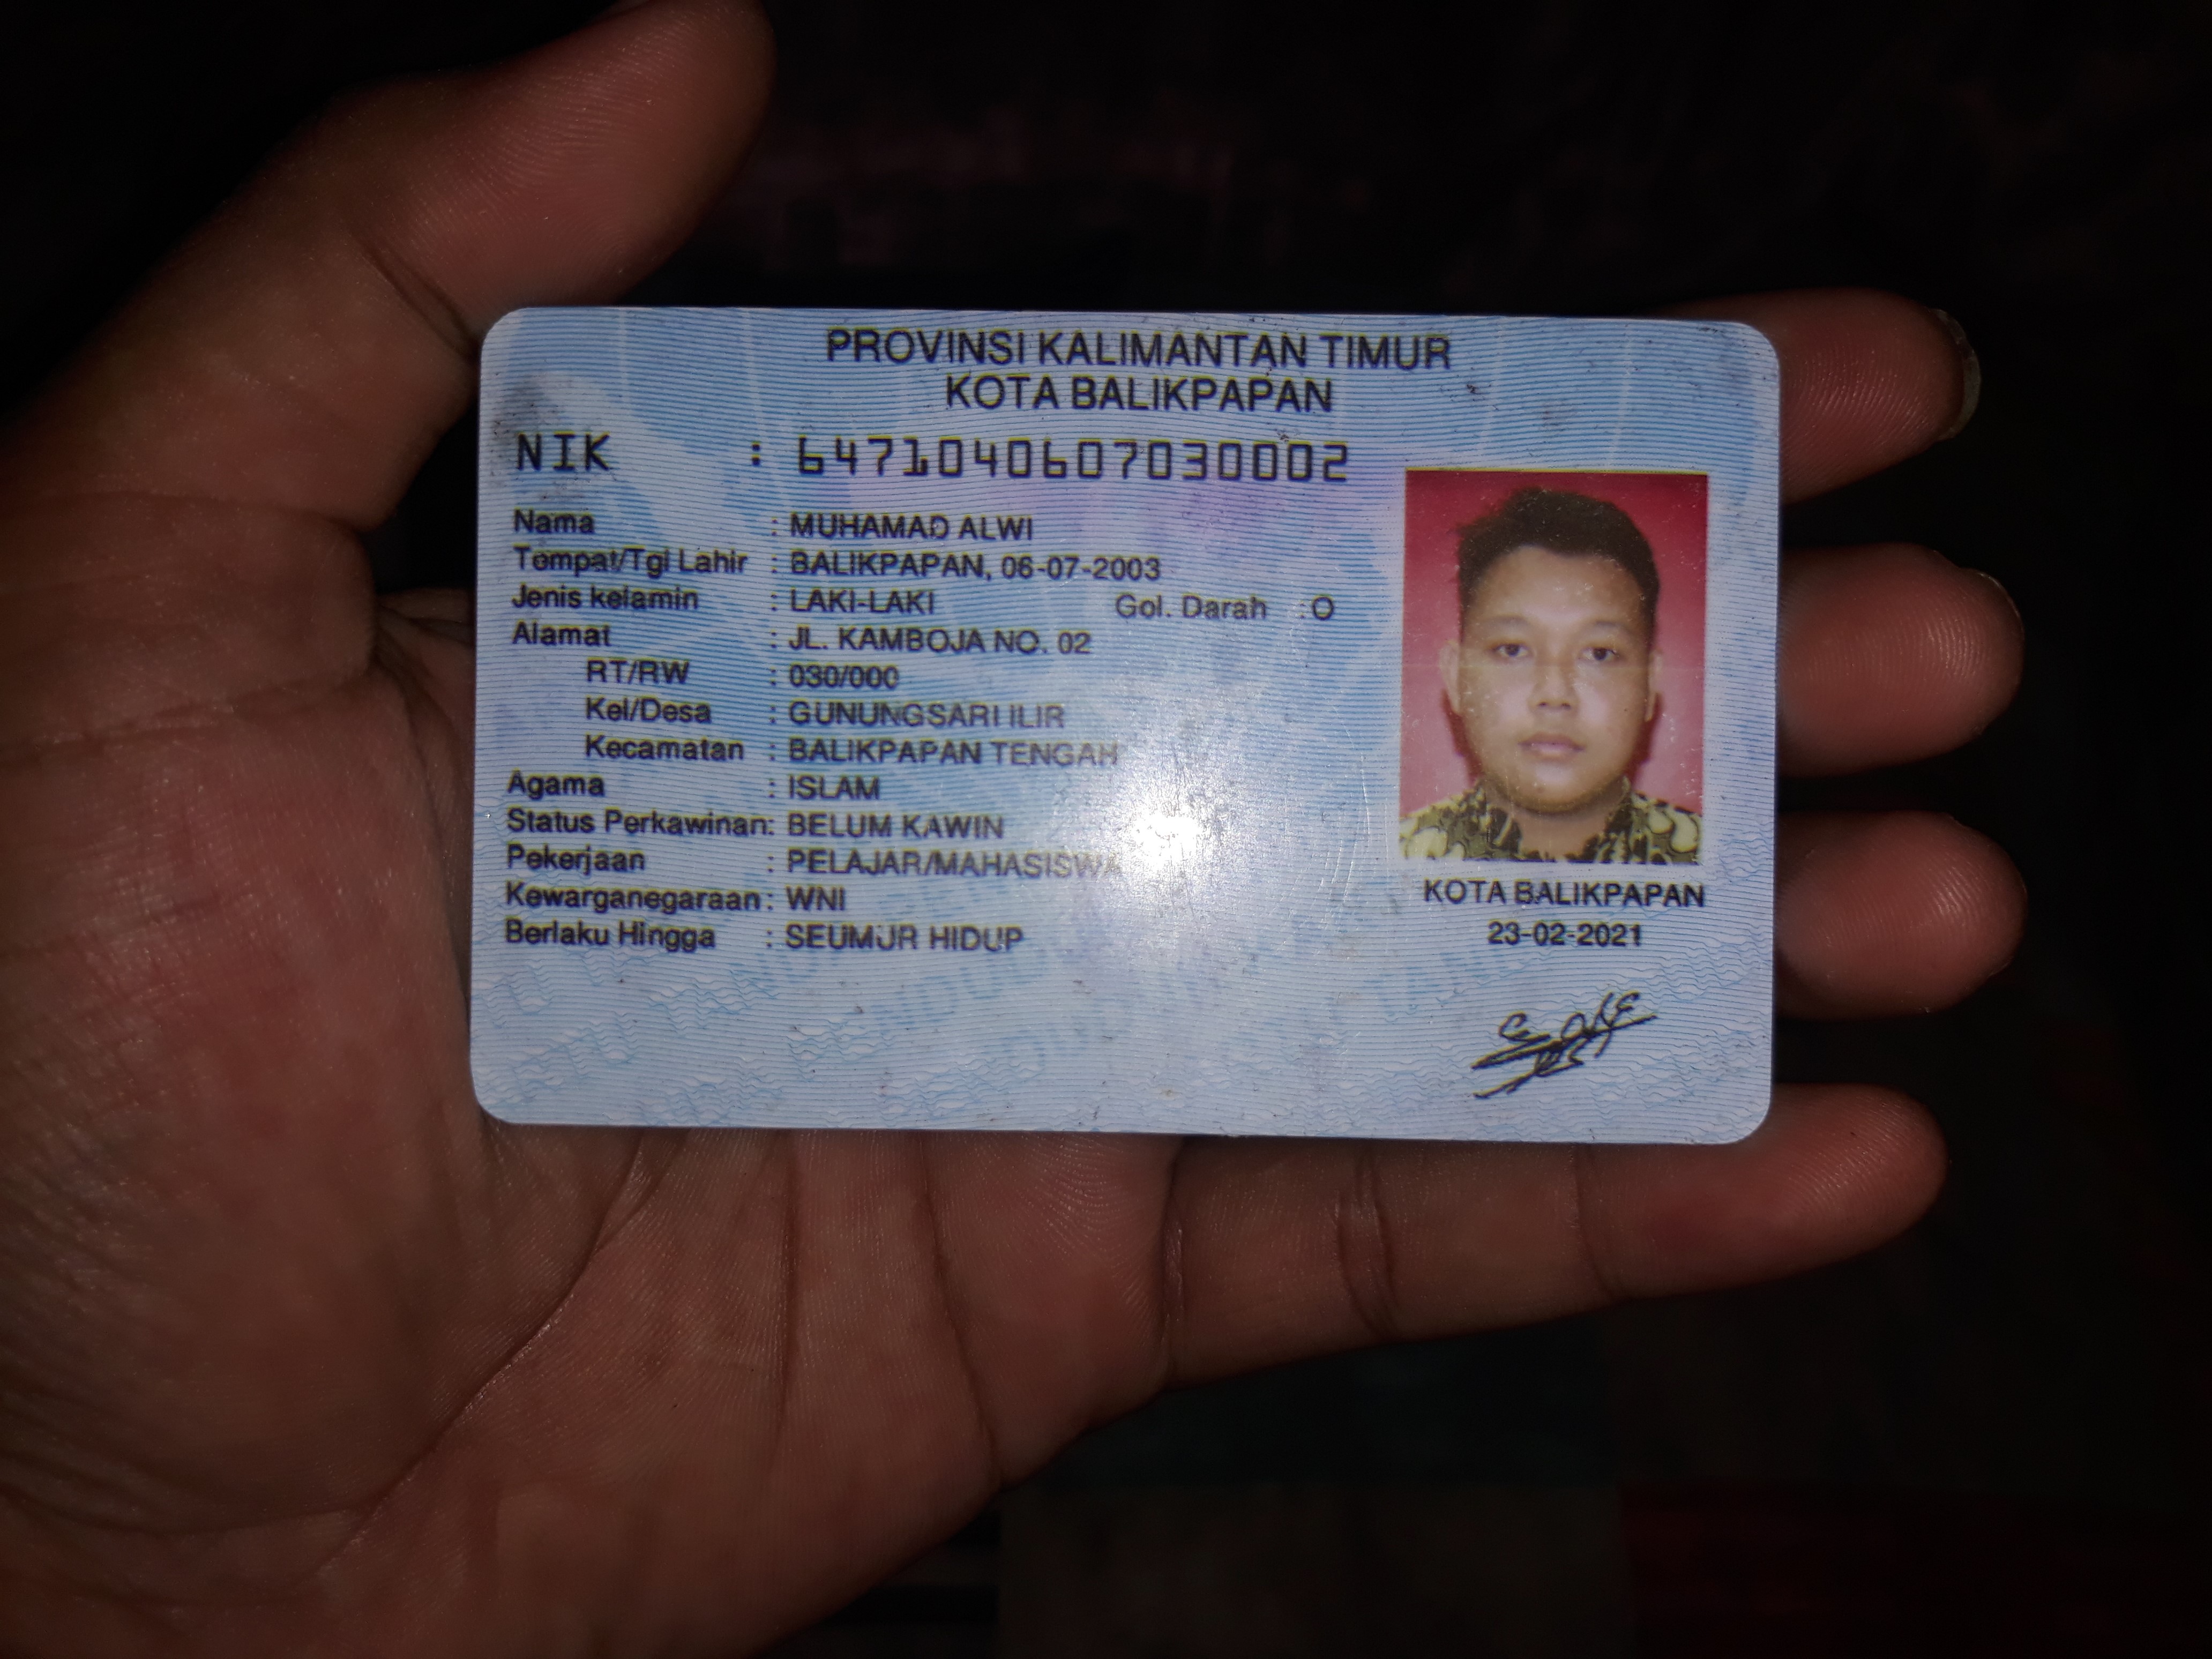 PROVINSI KALIMANTAN TIMUR
KOTA BALIKPAPAN
NIK : 6471040607030002
Nama : MUHAMAD ALWI
Tempat/Tgl Lahir : BALIKPAPAN, 06-07-2003
Jenis kelamin : LAKI-LAKI Gol. Darah : O
Alamat : JL. KAMBOJA NO. 02
RT/RW : 030/000
Kel/Desa : GUNUNGSARI ILIR
Kecamatan : BALIKPAPAN TENGAH
Agama : ISLAM
Status Perkawinan: BELUM KAWIN
Pekerjaan : PELAJAR/MAHASISWA
Kewarganegaraan : WNI
Berlaku Hingga : SEUMUR HIDUP
KOTA BALIKPAPAN
23-02-2021